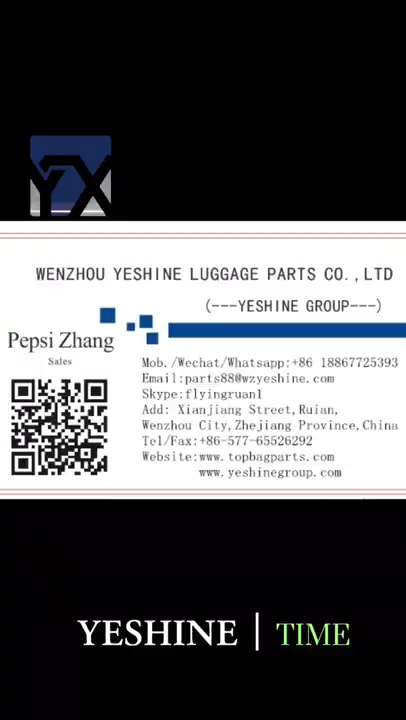 YX
WENZHOU YESHINE LUGGAGE PARTS CO.,LTD
(---YESHINE GROUP---)
Pepsi Zhang
Sales
Mob./Wechat/Whatsapp:+86 18867725393
Email:parts88@wzyeshine.com
Skype:flyingruan1
Add: Xianjiang Street,Ruian,
Wenzhou City,Zhejiang Province,China
Tel/Fax:+86-577-65526292
Website:www.topbagparts.com
www.yeshinegroup.com
YESHINE | TIME